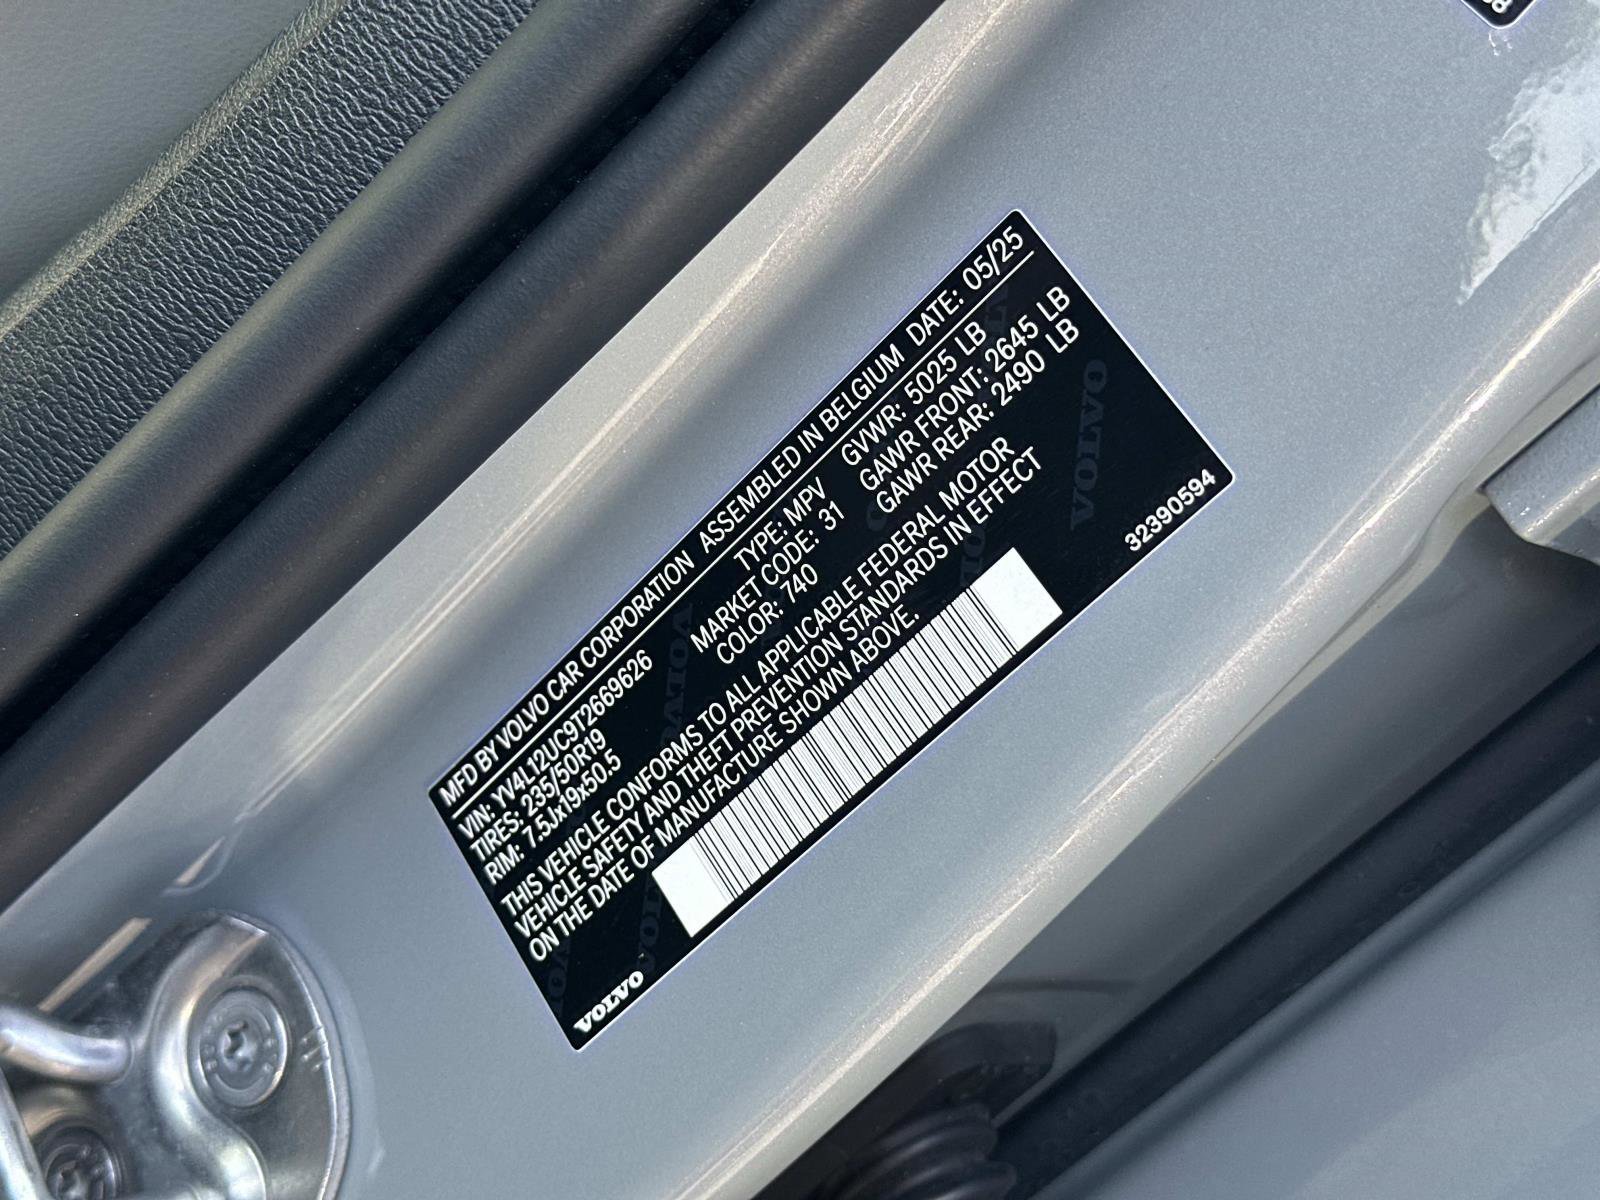 MFD BY VOLVO CAR CORPORATION ASSEMBLED IN BELGIUM DATE: 05/25
VIN: YV4L12UC9T2669626 TYPE: MPV GVWR: 5025 LB
TIRES: 235/50R19 MARKET CODE: 31 GAWR FRONT: 2645 LB
RIM: 7.5Jx19x50.5 COLOR: 740 GAWR REAR: 2490 LB
THIS VEHICLE CONFORMS TO ALL APPLICABLE FEDERAL MOTOR
VEHICLE SAFETY AND THEFT PREVENTION STANDARDS IN EFFECT
ON THE DATE OF MANUFACTURE SHOWN ABOVE.
VOLVO 32390594